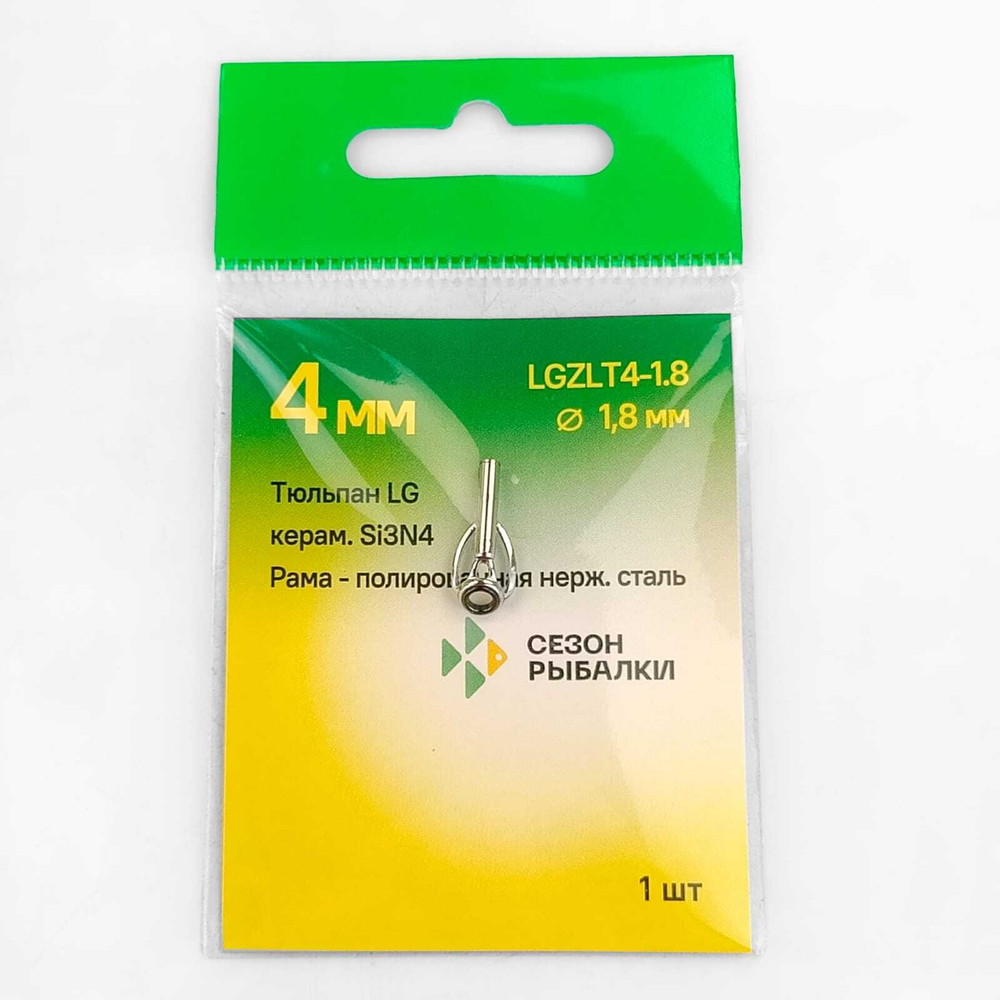 4 мм
LGZLT4-1.8
⌀ 1,8 мм
Тюльпан LG
керам. Si3N4
Рама - полированная нерж. сталь
СЕЗОН
РЫБАЛКИ
1 шт